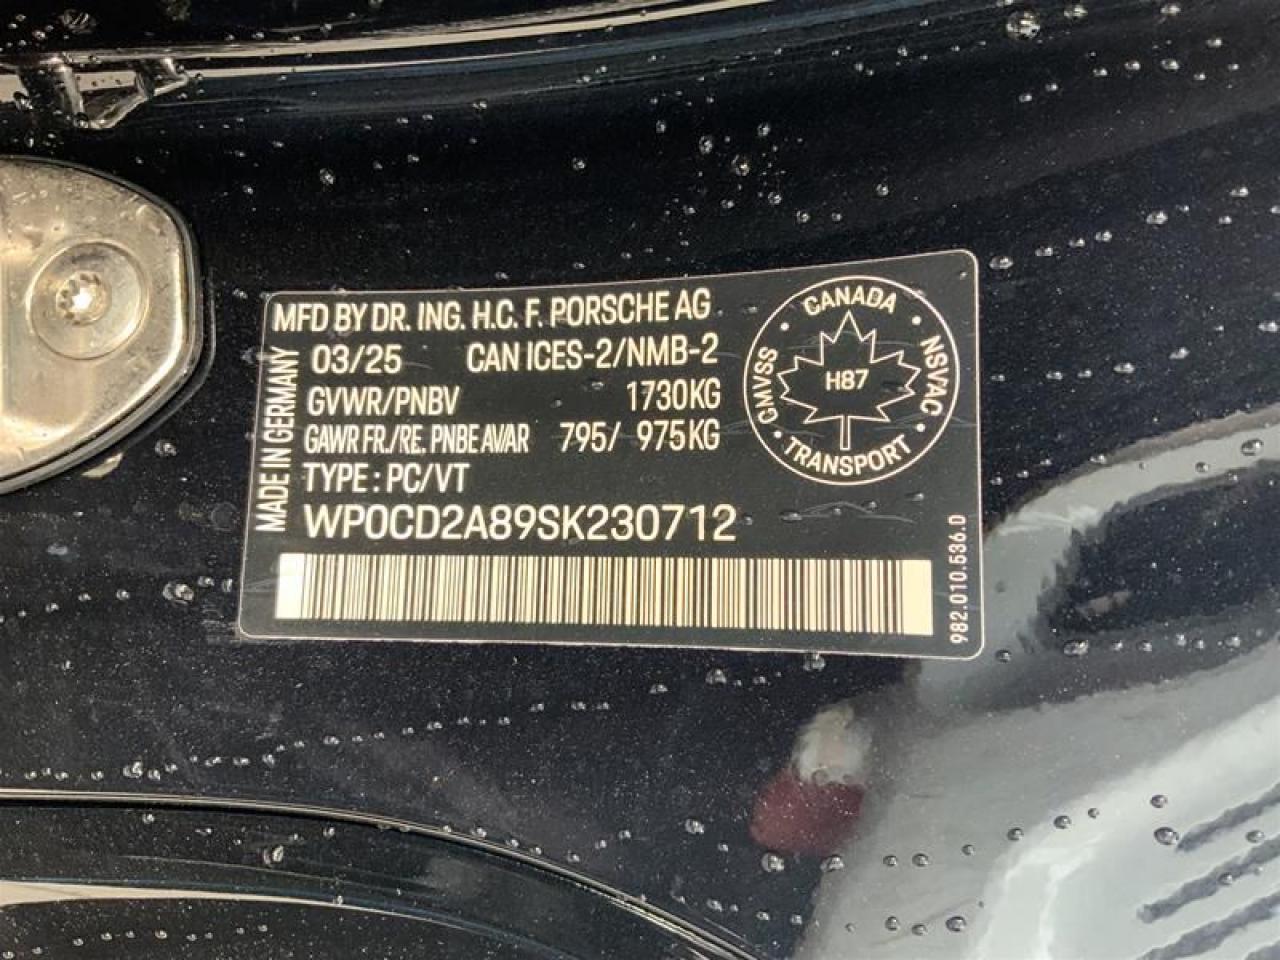 MFD BY DR. ING. H.C. F. PORSCHE AG
03/25 CAN ICES-2/NMB-2
GVWR/PNBV 1730KG
GAWR FR./RE. PNBE AV/AR 795/ 975KG
TYPE : PC/VT
WP0CD2A89SK230712
MADE IN GERMANY
CANADA
NSVAC
TRANSPORT
CMVSS
H87
982.010.536.D